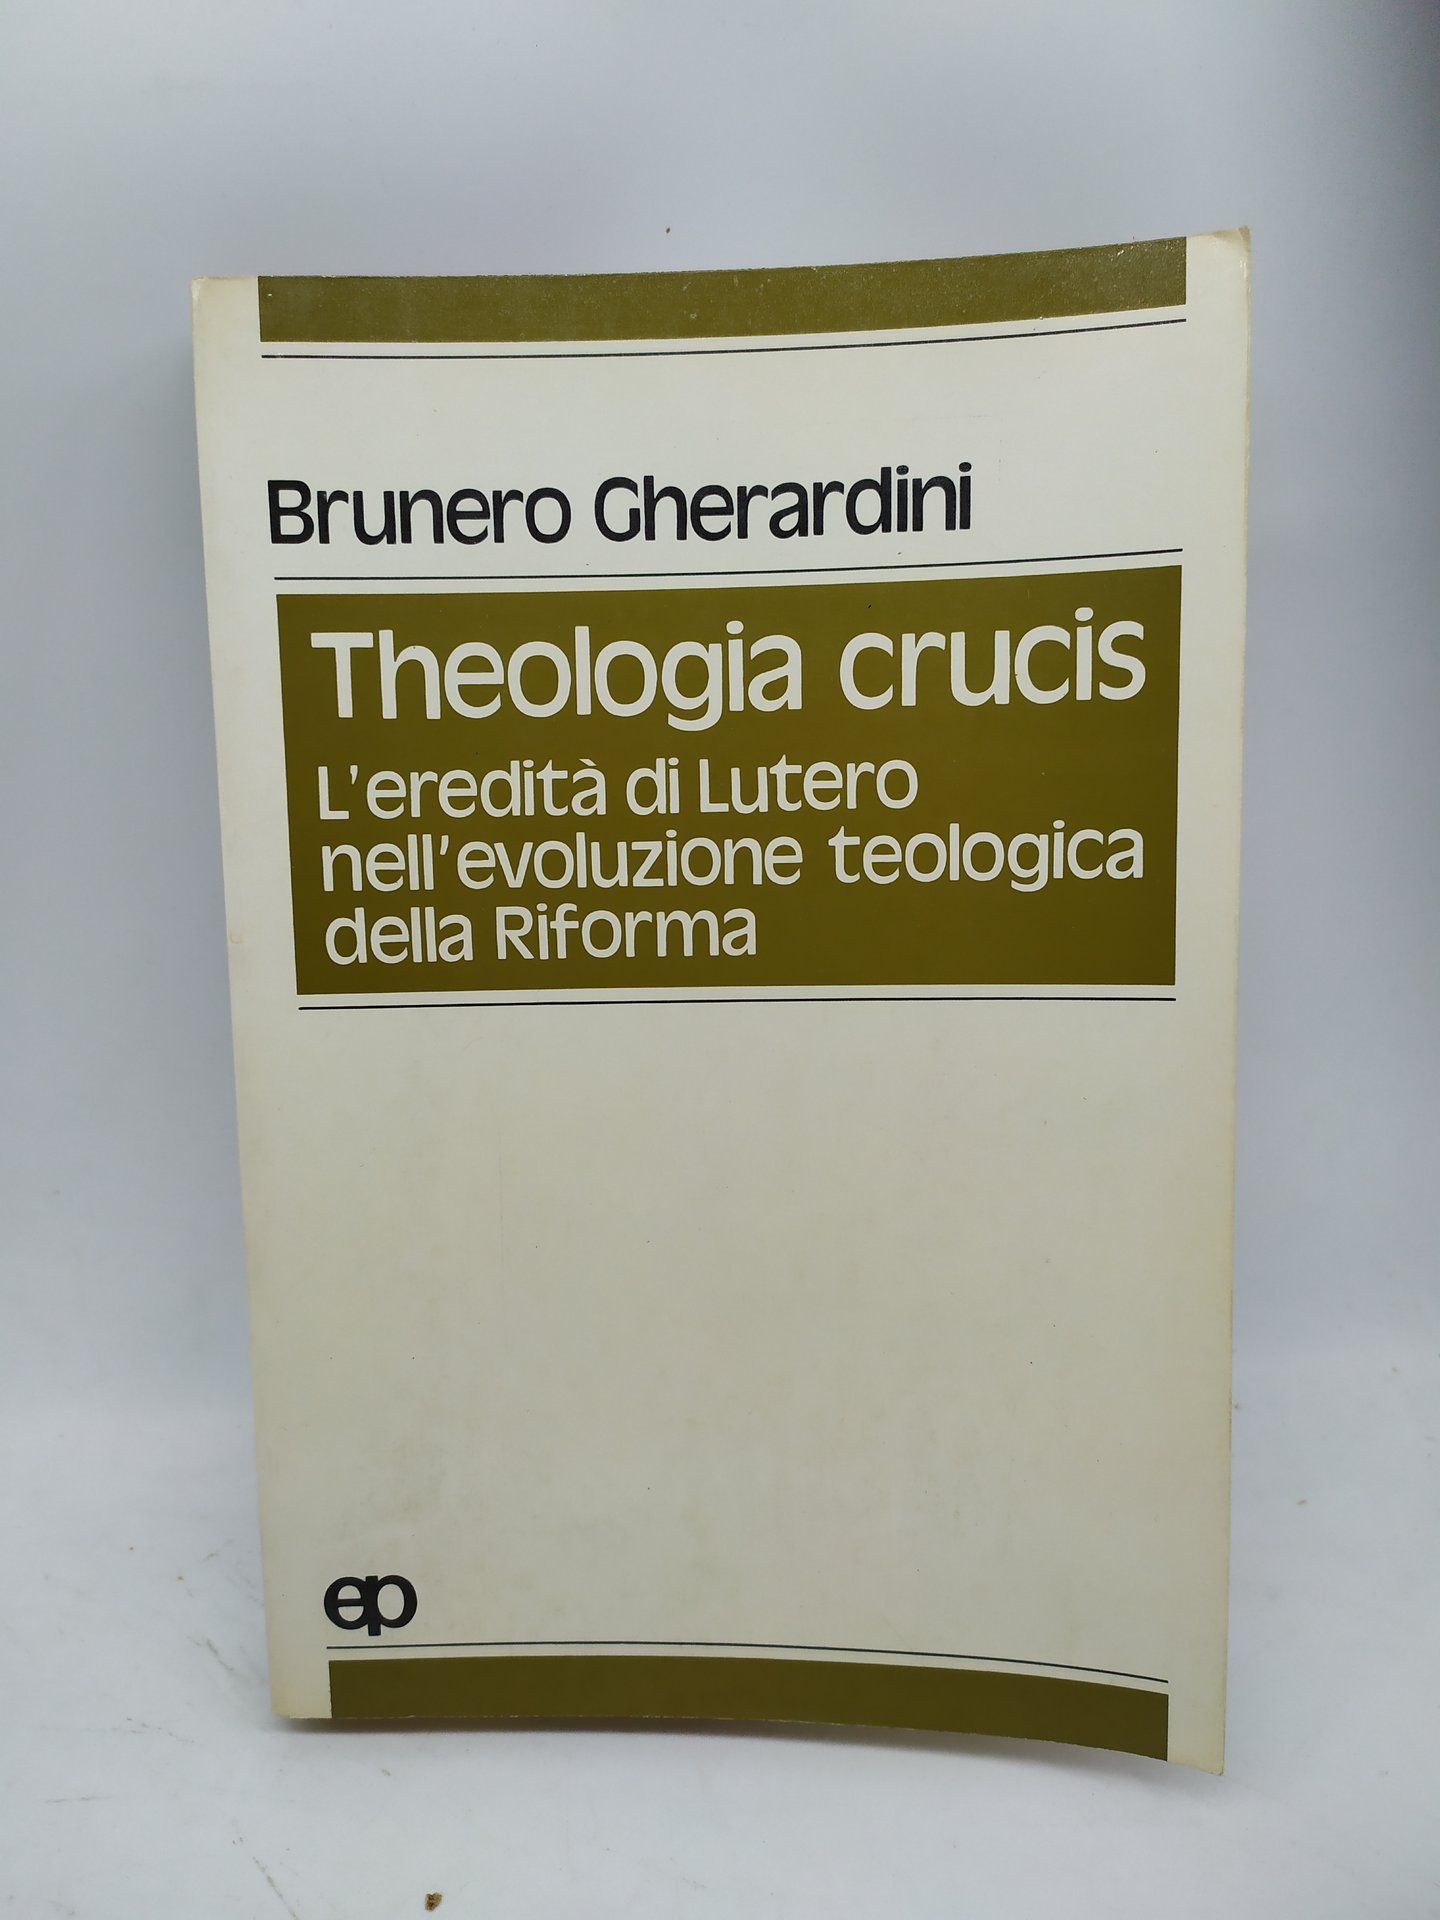 Brunero Gherardini
Theologia crucis
L'eredità di Lutero
nell'evoluzione teologica
della Riforma
ep